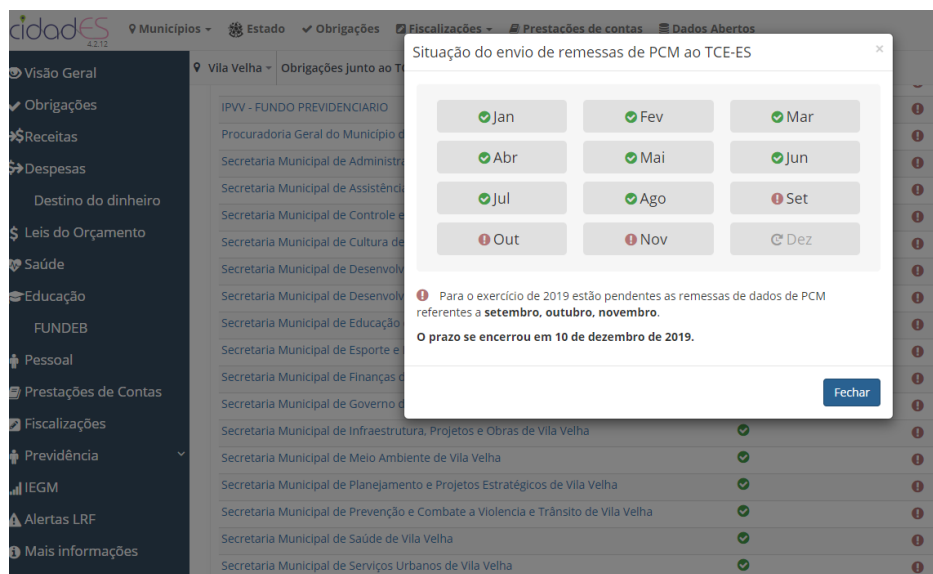 cidadES
4.2.12
Municípios
Estado
Obrigações
Fiscalizações
Prestações de contas
Dados Abertos
Visão Geral
Obrigações
Receitas
Despesas
Destino do dinheiro
Leis do Orçamento
Saúde
Educação
FUNDEB
Pessoal
Prestações de Contas
Fiscalizações
Previdência
IEGM
Alertas LRF
Mais informações
Vila Velha
Obrigações junto ao
IPVV - FUNDO PREVIDENCIARIO
Procuradoria Geral do Município
Secretaria Municipal de
Secretaria Municipal de
Secretaria Municipal de Controle e
Secretaria Municipal de Cultura de
Secretaria Municipal de
Secretaria Municipal de
Secretaria Municipal de Educação
Secretaria Municipal de Esporte e
Secretaria Municipal de Finanças
Secretaria Municipal de Governo
Secretaria Municipal de Infraestrutura, Projetos e Obras de Vila Velha
Secretaria Municipal de Meio Ambiente de Vila Velha
Secretaria Municipal de Planejamento e Projetos Estratégicos de Vila Velha
Secretaria Municipal de Prevenção e Combate a Violencia e Trânsito de Vila Velha
Secretaria Municipal de Saúde de Vila Velha
Secretaria Municipal de Serviços Urbanos de Vila Velha
Situação do envio de remessas de PCM ao TCE-ES
×
Jan
Fev
Mar
Abr
Mai
Jun
Jul
Ago
Set
Out
Nov
Dez
Para o exercício de 2019 estão pendentes as remessas de dados de PCM
referentes a setembro, outubro, novembro.
O prazo se encerrou em 10 de dezembro de 2019.
Fechar